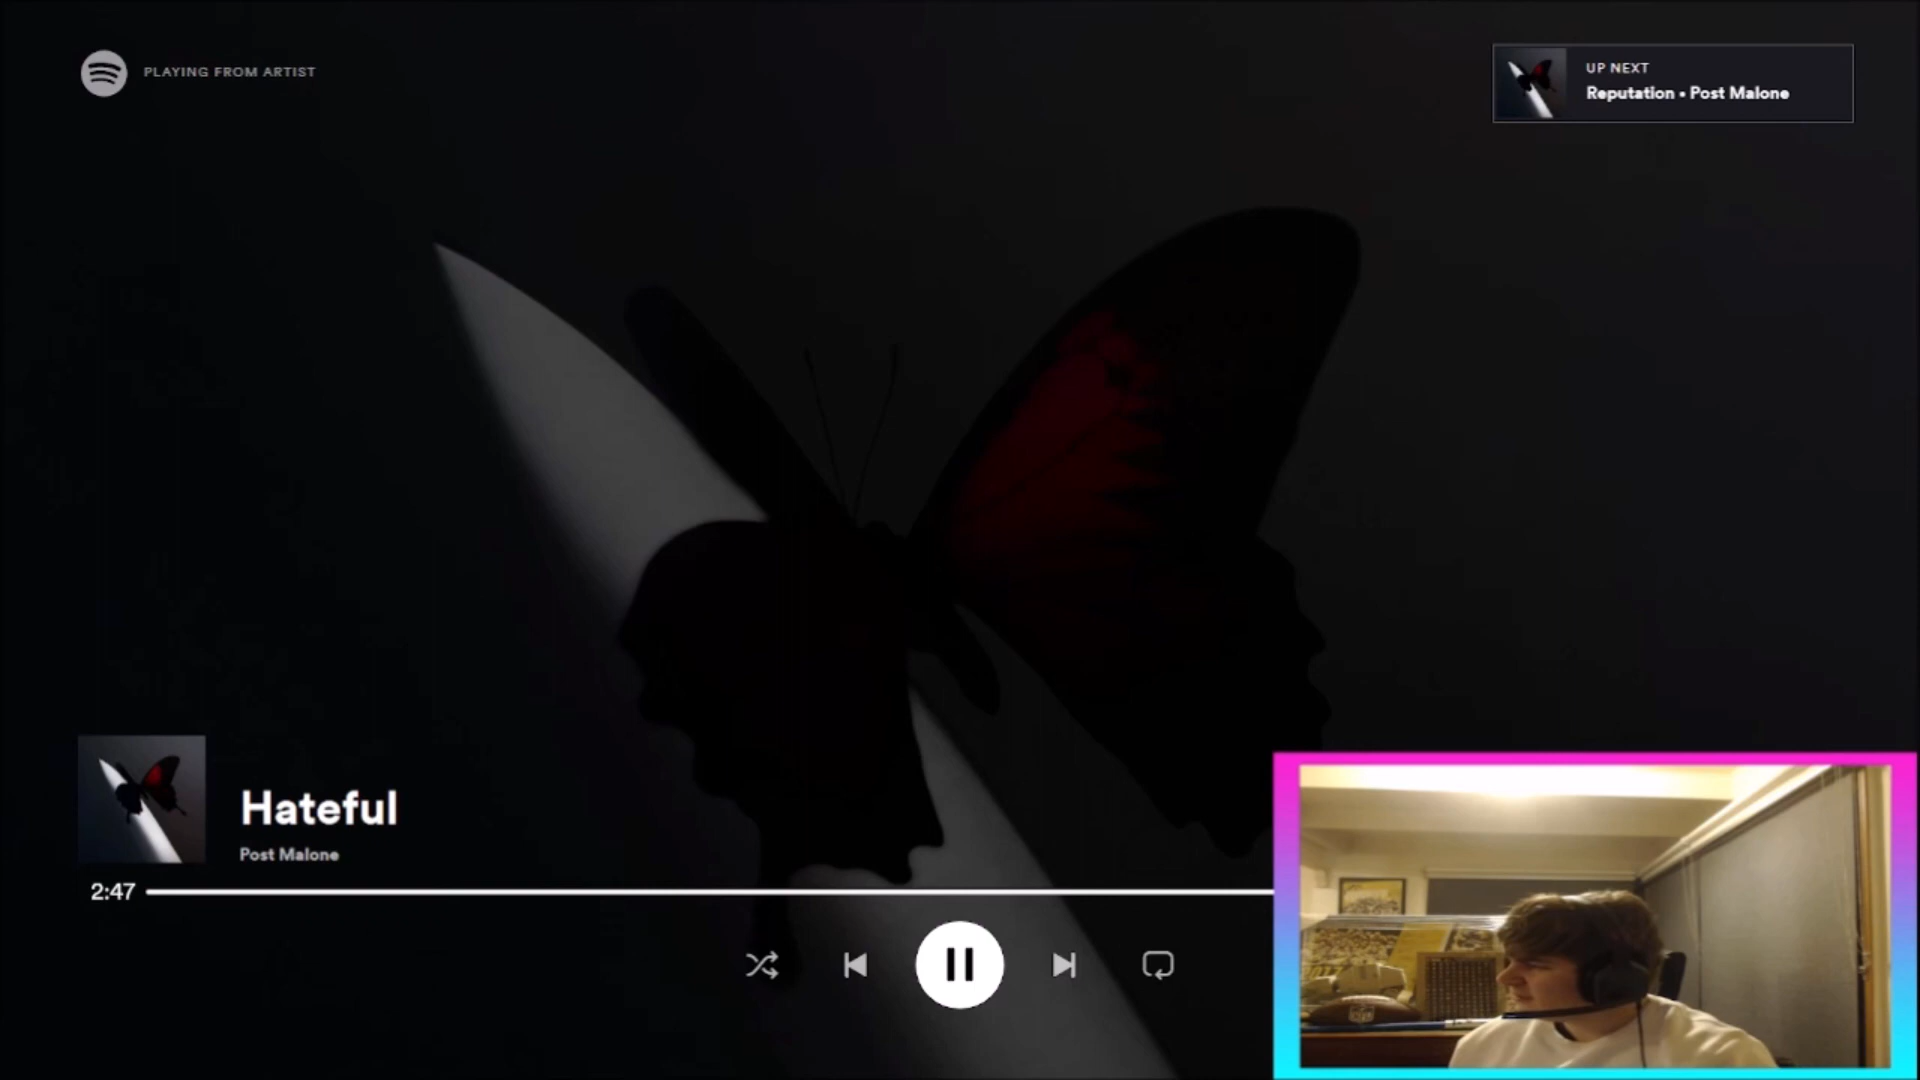 PLAYING FROM ARTIST
UP NEXT
Reputation • Post Malone
Hateful
Post Malone
2:47